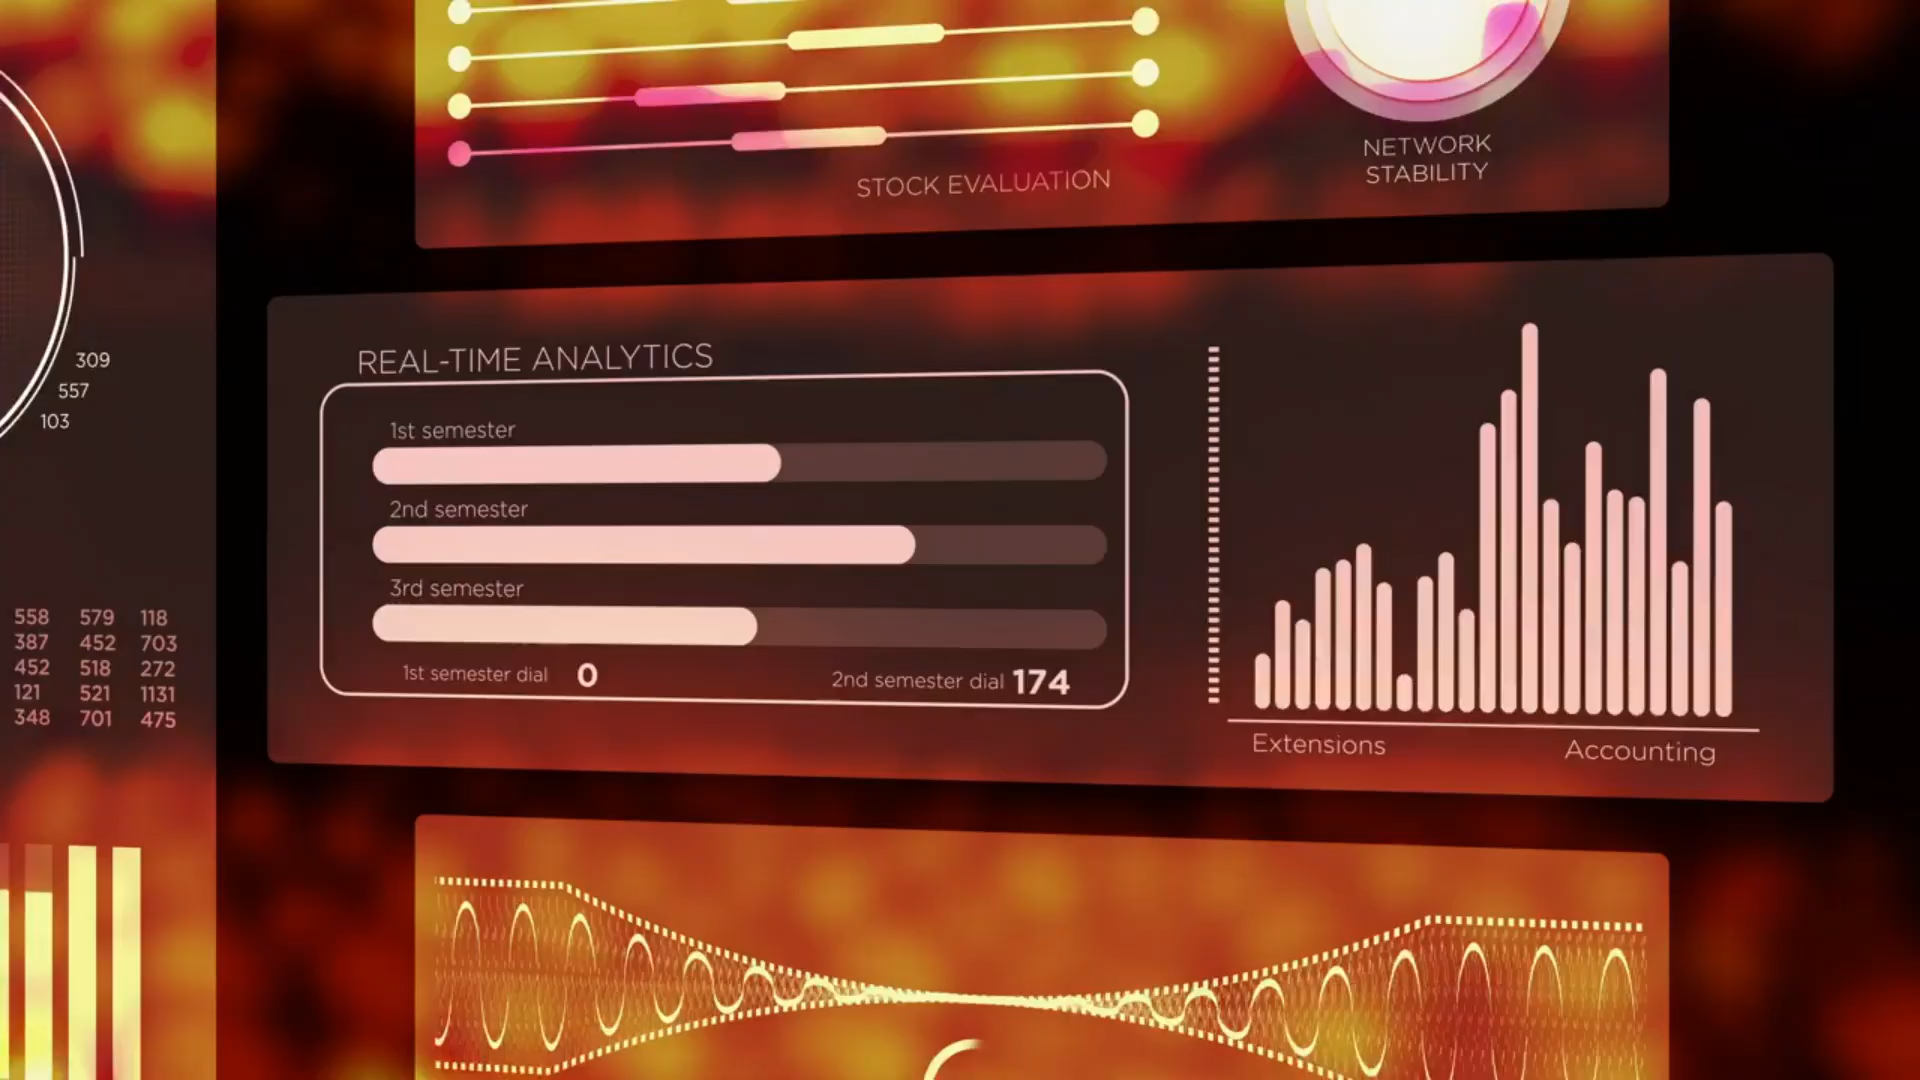 STOCK EVALUATION
NETWORK
STABILITY
309
557
103
REAL-TIME ANALYTICS
1st semester
2nd semester
3rd semester
1st semester dial 0
2nd semester dial 174
Extensions
Accounting
558 579 118
387 452 703
452 518 272
121 521 1131
348 701 475